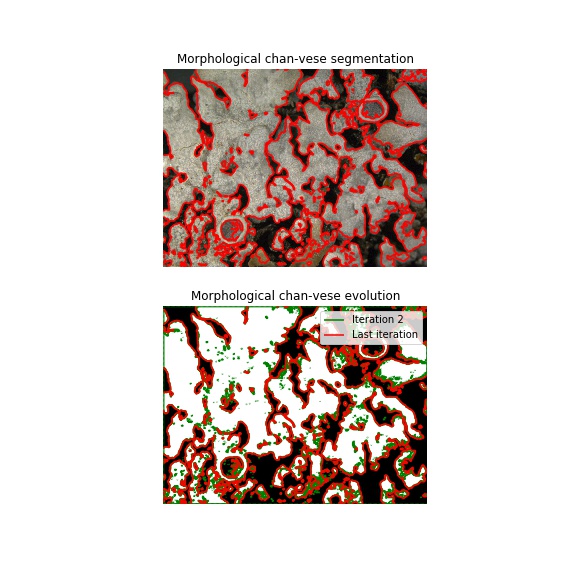 Morphological chan-vese segmentation
Morphological chan-vese evolution
Iteration 2
Last iteration